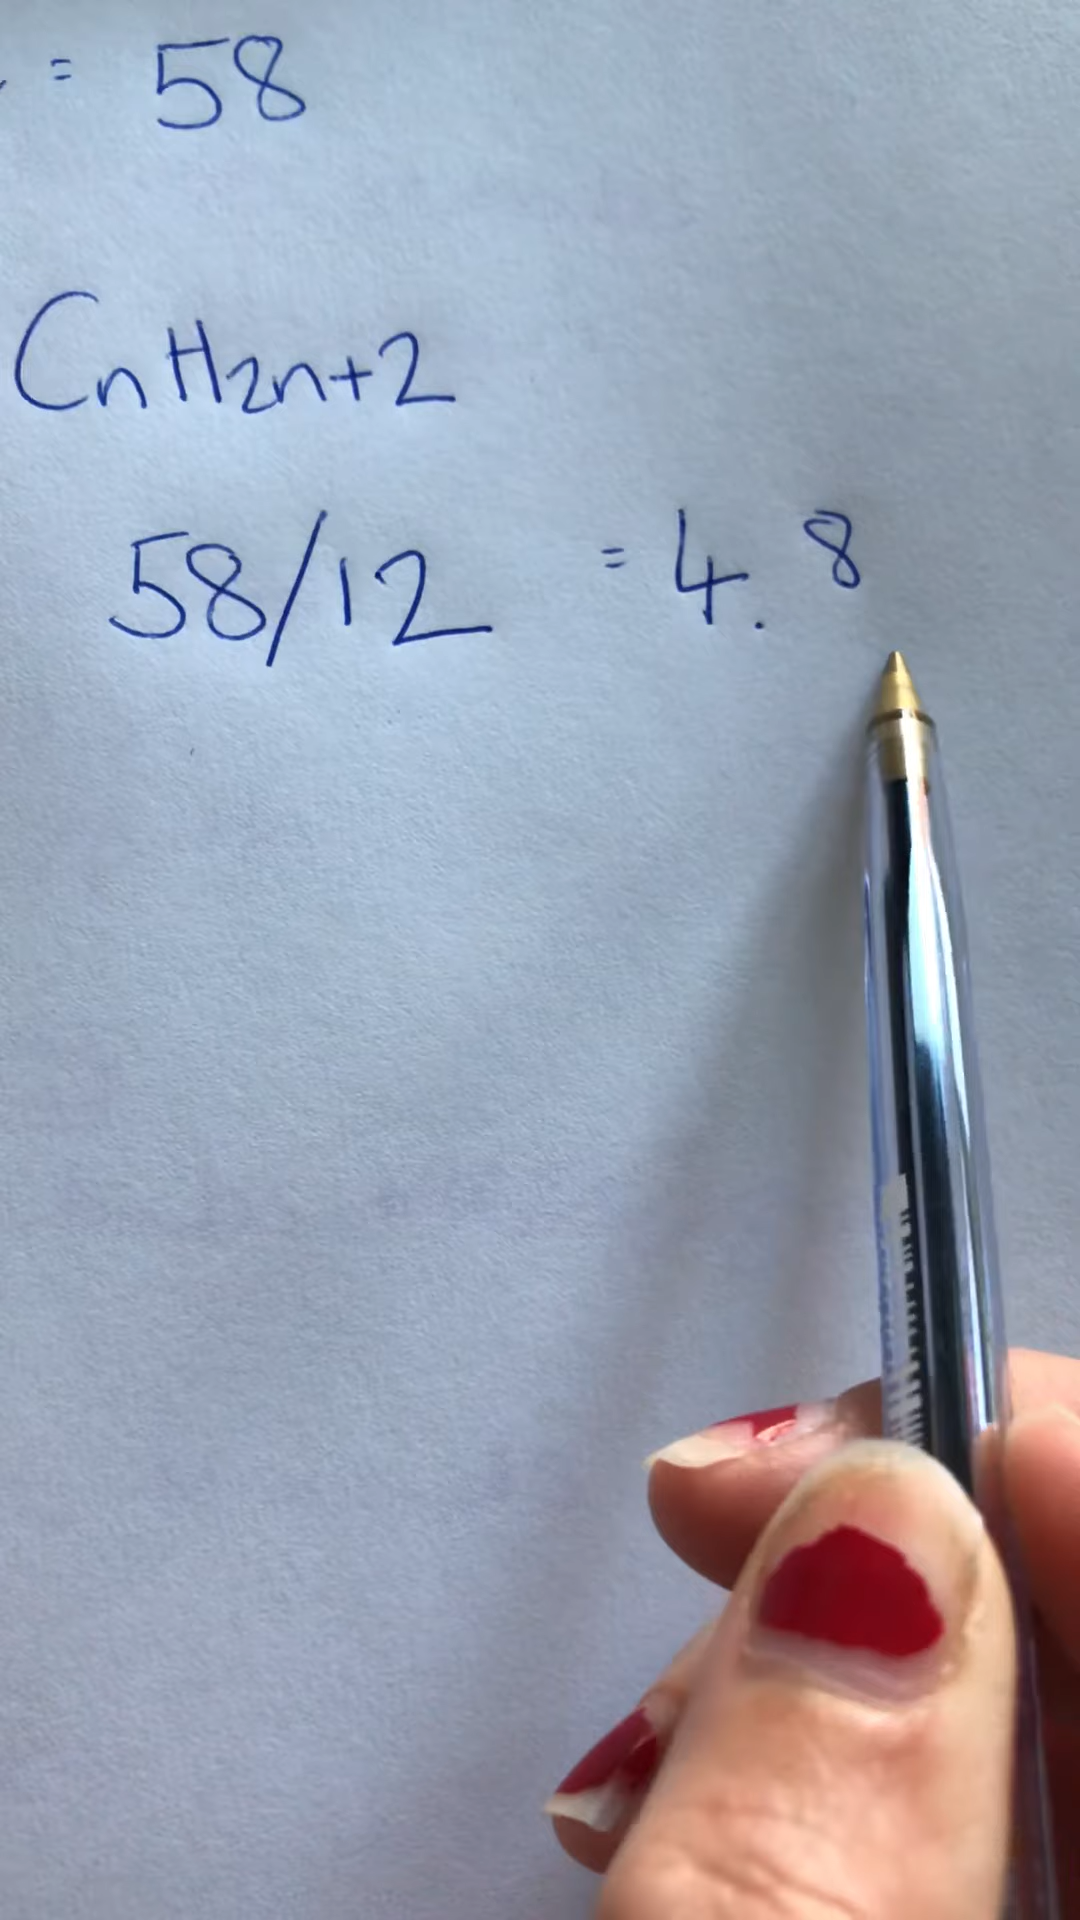 = 58
CnH2n+2
58/12 = 4.8